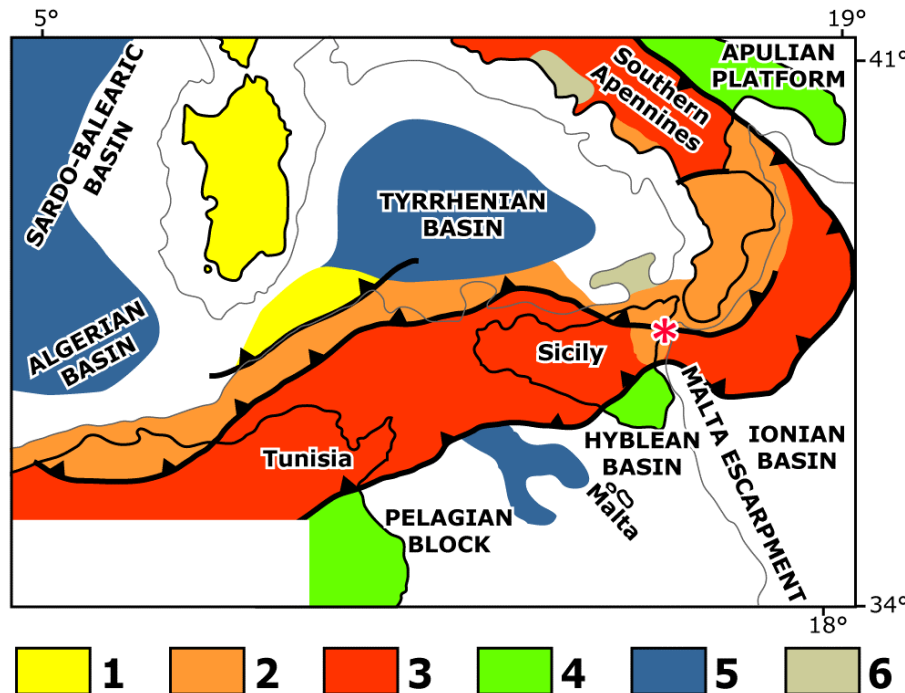 5°
19°
41°
APULIAN
PLATFORM
Southern
Apennines
SARDO-BALEARIC
BASIN
TYRRHENIAN
BASIN
ALGERIAN
BASIN
Sicily
*
Tunisia
HYBLEAN
BASIN
MALTA ESCARPMENT
IONIAN
BASIN
Malta
PELAGIAN
BLOCK
34°
18°
1 2 3 4 5 6